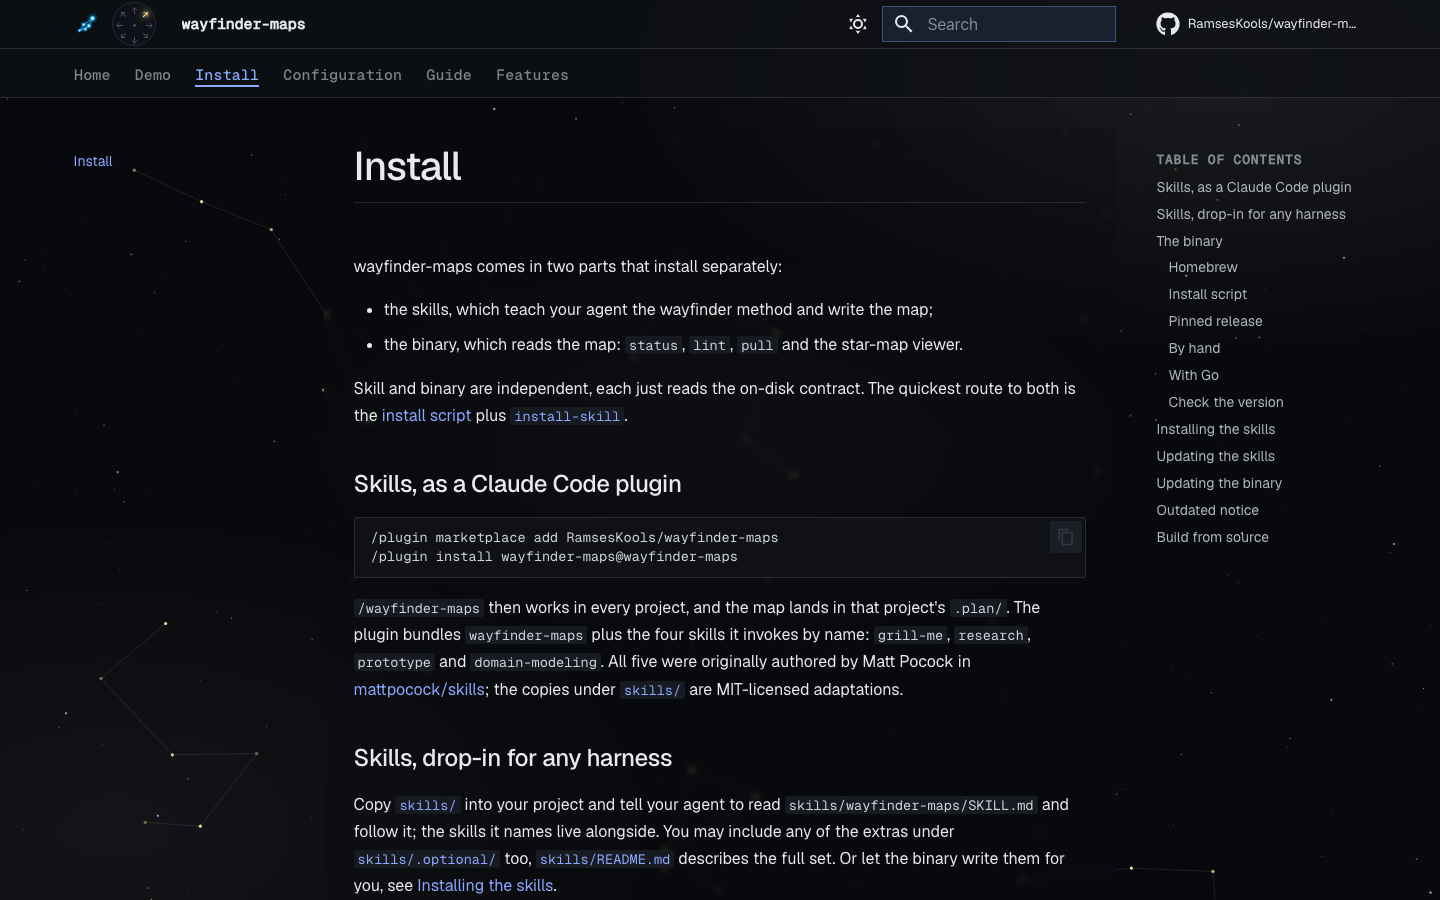 wayfinder-maps
Search
RamsesKools/wayfinder-m…
Home Demo Install Configuration Guide Features
Install
Install
wayfinder-maps comes in two parts that install separately:
the skills, which teach your agent the wayfinder method and write the map;
the binary, which reads the map: status, lint, pull and the star-map viewer.
Skill and binary are independent, each just reads the on-disk contract. The quickest route to both is
the install script plus install-skill.
Skills, as a Claude Code plugin
/plugin marketplace add RamsesKools/wayfinder-maps
/plugin install wayfinder-maps@wayfinder-maps
/wayfinder-maps then works in every project, and the map lands in that project's .plan/. The
plugin bundles wayfinder-maps plus the four skills it invokes by name: grill-me, research,
prototype and domain-modeling. All five were originally authored by Matt Pocock in
mattpocock/skills; the copies under skills/ are MIT-licensed adaptations.
Skills, drop-in for any harness
Copy skills/ into your project and tell your agent to read skills/wayfinder-maps/SKILL.md and
follow it; the skills it names live alongside. You may include any of the extras under
skills/.optional/ too, skills/README.md describes the full set. Or let the binary write them for
you, see Installing the skills.
TABLE OF CONTENTS
Skills, as a Claude Code plugin
Skills, drop-in for any harness
The binary
Homebrew
Install script
Pinned release
By hand
With Go
Check the version
Installing the skills
Updating the skills
Updating the binary
Outdated notice
Build from source